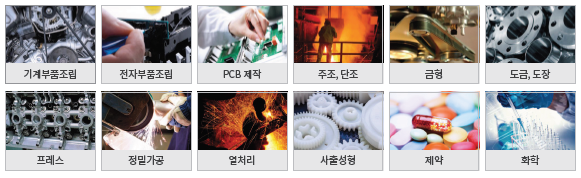 기계부품조립
전자부품조립
PCB 제작
주조, 단조
금형
도금, 도장
프레스
정밀가공
열처리
사출성형
제약
화학